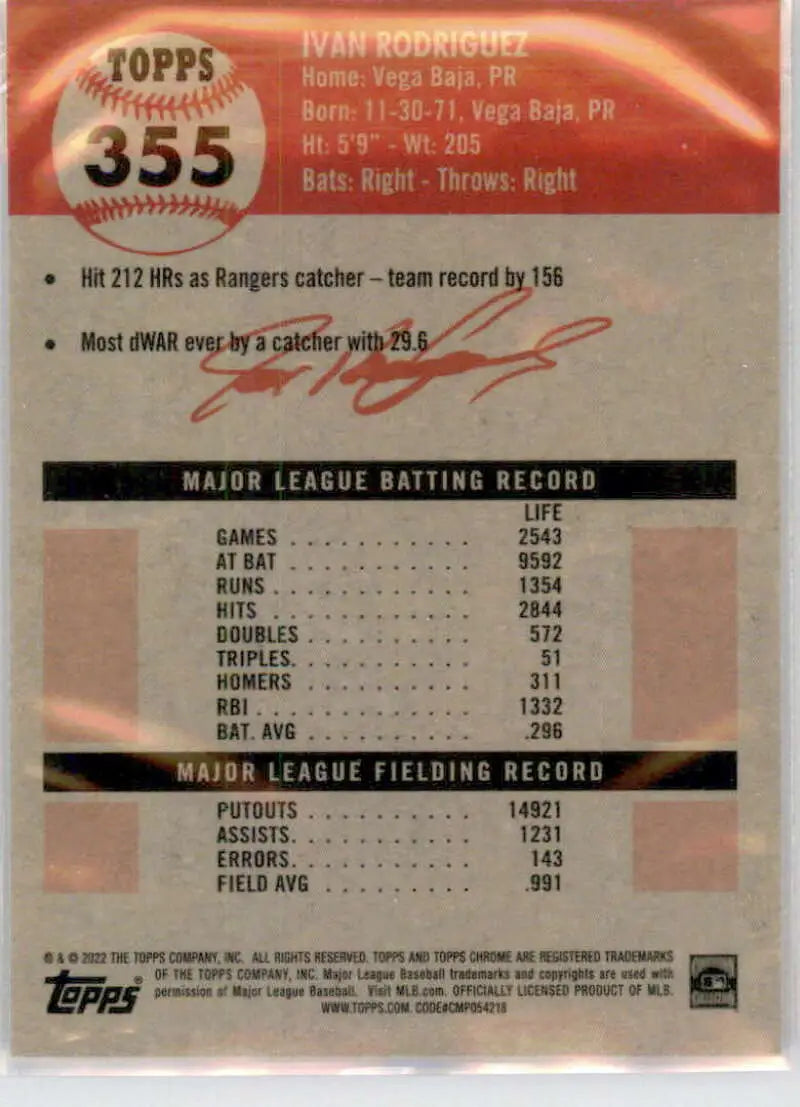 TOPPS
355
IVAN RODRIGUEZ
Home: Vega Baja, PR
Born: 11-30-71, Vega Baja, PR
Ht: 5'9" - Wt: 205
Bats: Right - Throws: Right
• Hit 212 HRs as Rangers catcher – team record by 156
• Most dWAR ever by a catcher with 29.6
MAJOR LEAGUE BATTING RECORD
LIFE
GAMES . . . . . . . . . . . 2543
AT BAT . . . . . . . . . . . 9592
RUNS . . . . . . . . . . . . 1354
HITS . . . . . . . . . . . . 2844
DOUBLES . . . . . . . . . . 572
TRIPLES. . . . . . . . . . . 51
HOMERS . . . . . . . . . . 311
RBI . . . . . . . . . . . . . 1332
BAT. AVG . . . . . . . . . . .296
MAJOR LEAGUE FIELDING RECORD
PUTOUTS . . . . . . . . . . 14921
ASSISTS. . . . . . . . . . . 1231
ERRORS. . . . . . . . . . . 143
FIELD AVG . . . . . . . . . .991
® & © 2022 THE TOPPS COMPANY, INC. ALL RIGHTS RESERVED. TOPPS AND TOPPS CHROME ARE REGISTERED TRADEMARKS
OF THE TOPPS COMPANY, INC. Major League Baseball trademarks and copyrights are used with
permission of Major League Baseball. Visit MLB.com. OFFICIALLY LICENSED PRODUCT OF MLB.
WWW.TOPPS.COM. CODE#CMP054218
Topps®